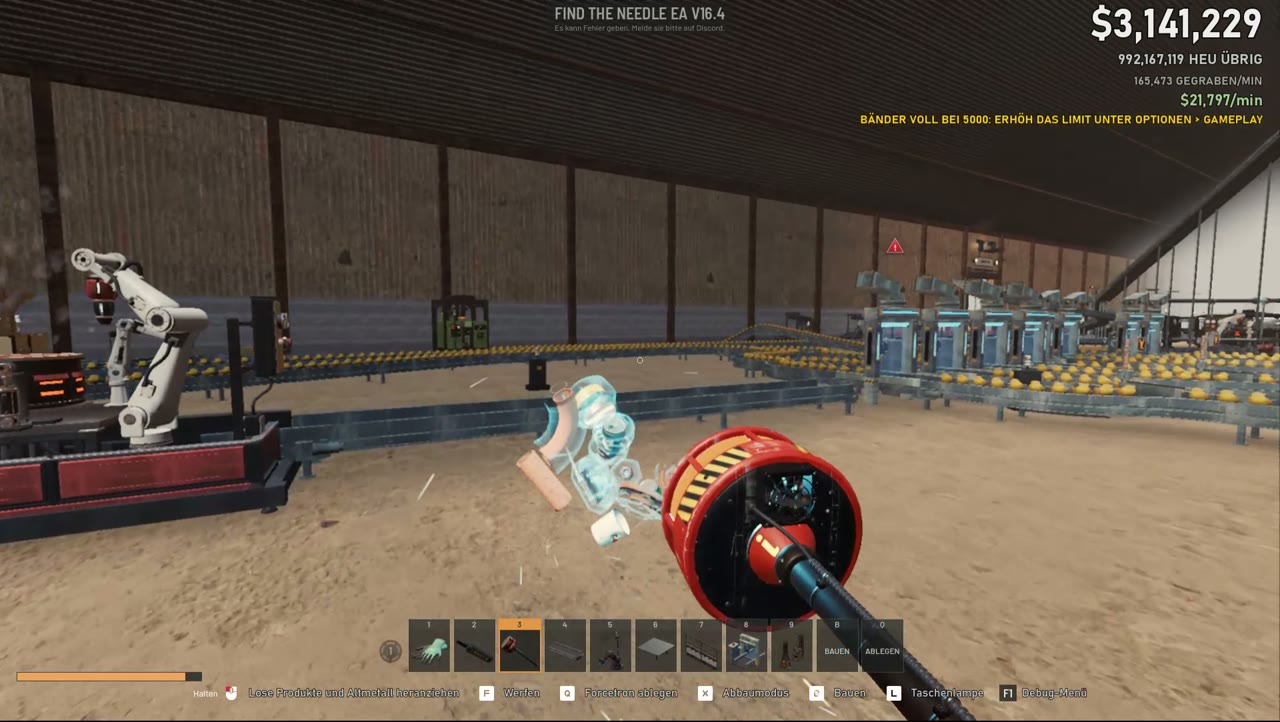 FIND THE NEEDLE EA V16.4
Es kann Fehler geben. Melde sie bitte auf Discord.
$3,141,229
992,167,119 HEU ÜBRIG
165,473 GEGRABEN/MIN
$21,797/min
BÄNDER VOLL BEI 5000: ERHÖH DAS LIMIT UNTER OPTIONEN > GAMEPLAY
1 2 3 4 5 6 7 8 9 B 0
1 BAUEN ABLEGEN
Halten Lose Produkte und Altmetall heranziehen F Werfen Q Forcetron ablegen X Abbaumodus Bauen L Taschenlampe F1 Debug-Menü